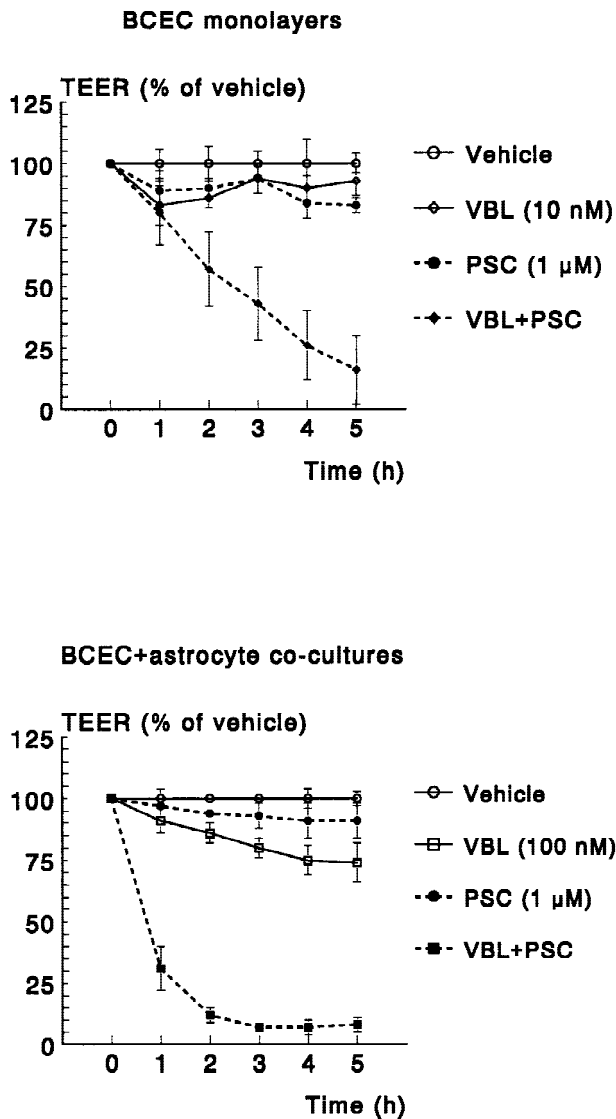 BCEC monolayers
TEER (% of vehicle)
125
100
75
50
25
0
0 1 2 3 4 5
Time (h)
Vehicle
VBL (10 nM)
PSC (1 µM)
VBL+PSC
BCEC+astrocyte co-cultures
TEER (% of vehicle)
125
100
75
50
25
0
0 1 2 3 4 5
Time (h)
Vehicle
VBL (100 nM)
PSC (1 µM)
VBL+PSC